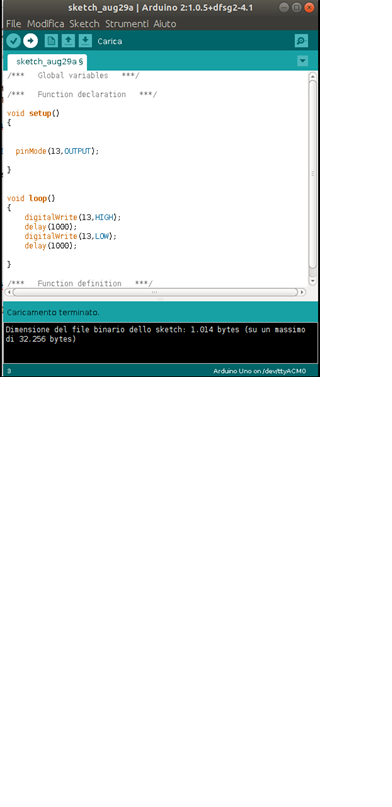 sketch_aug29a | Arduino 2:1.0.5+dfsg2-4.1
File Modifica Sketch Strumenti Aiuto
Carica
sketch_aug29a §
/*** Global variables ***/
/*** Function declaration ***/
void setup()
{
pinMode(13,OUTPUT);
}
void loop()
{
digitalWrite(13,HIGH);
delay(1000);
digitalWrite(13,LOW);
delay(1000);
}
/*** Function definition ***/
Caricamento terminato.
Dimensione del file binario dello sketch: 1.014 bytes (su un massimo
di 32.256 bytes)
Arduino Uno on /dev/ttyACM0